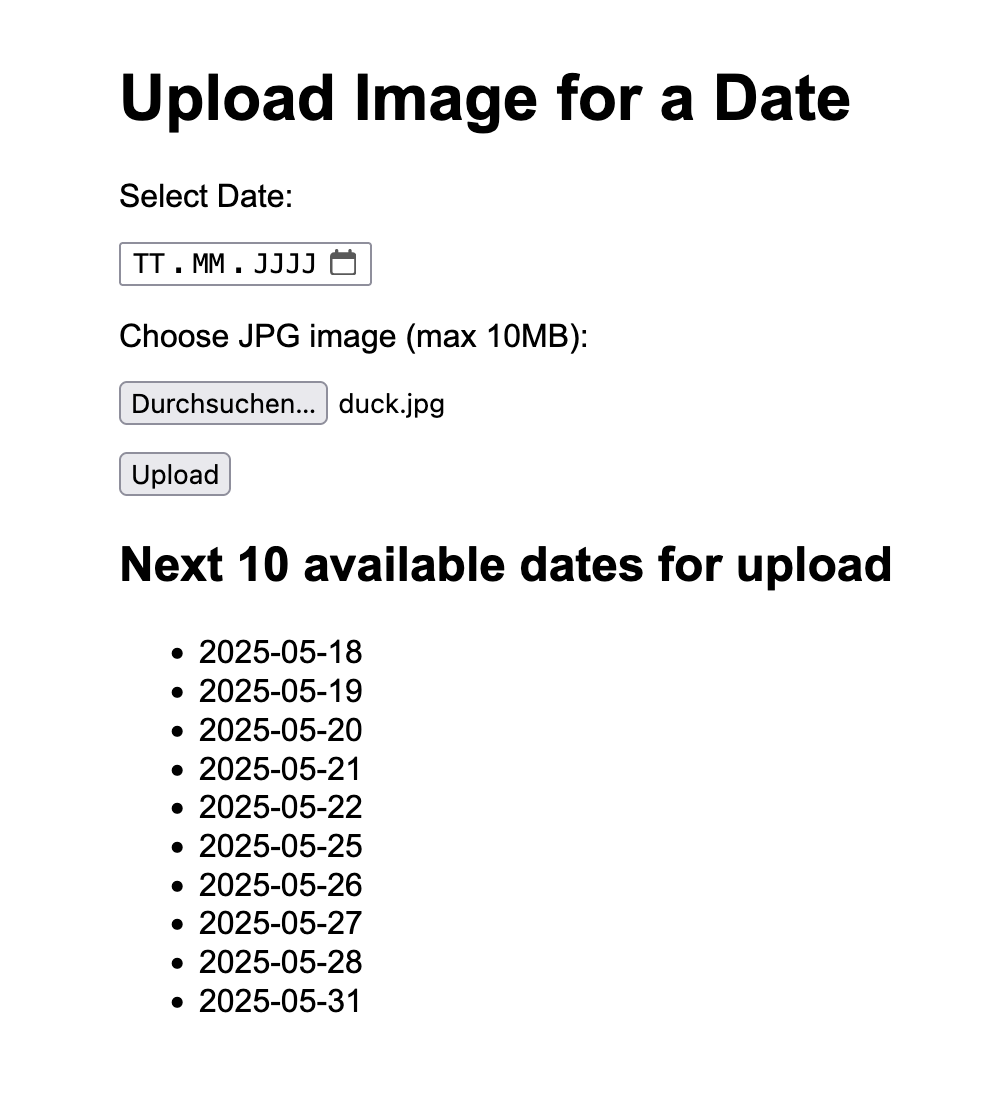 Upload Image for a Date
Select Date:
TT.MM.JJJJ
Choose JPG image (max 10MB):
Durchsuchen... duck.jpg
Upload
Next 10 available dates for upload
2025-05-18
2025-05-19
2025-05-20
2025-05-21
2025-05-22
2025-05-25
2025-05-26
2025-05-27
2025-05-28
2025-05-31